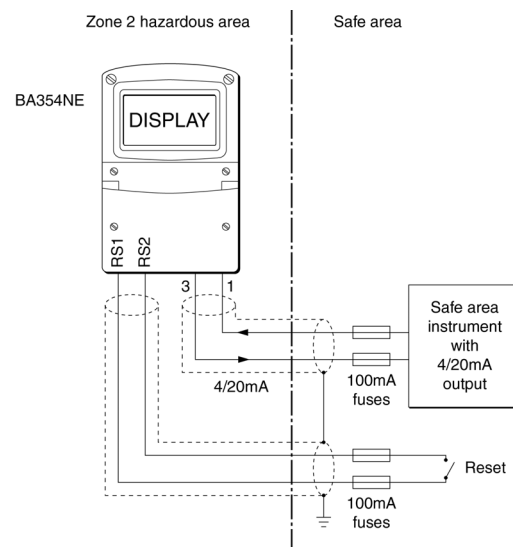 Zone 2 hazardous area
Safe area
BA354NE
DISPLAY
RS1
RS2
3
1
Safe area
instrument
with
4/20mA
output
4/20mA
100mA
fuses
Reset
100mA
fuses